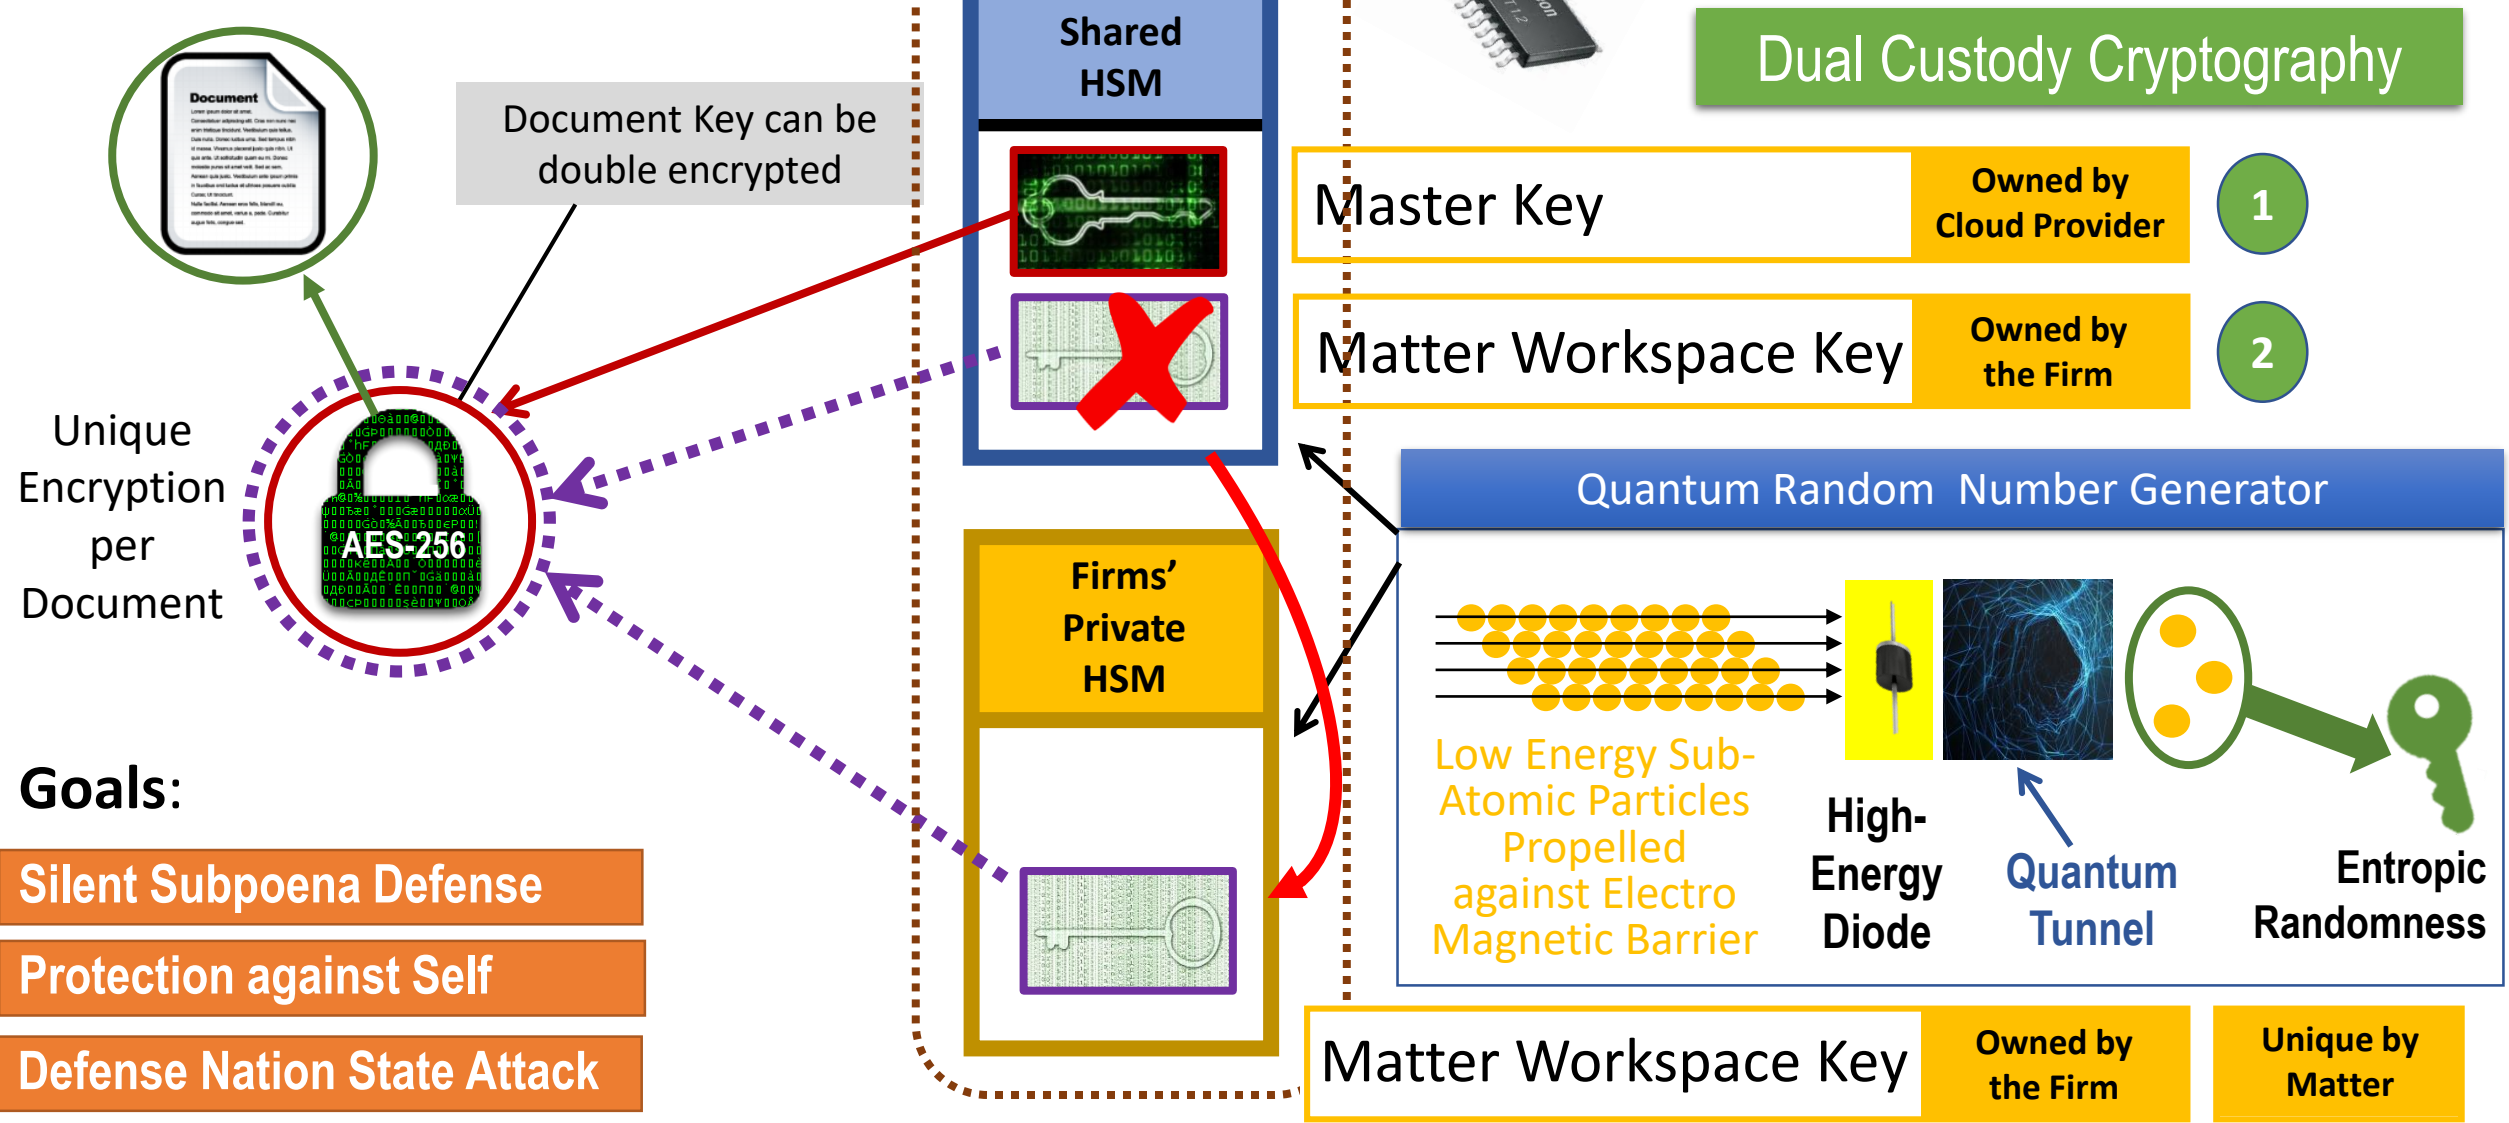 Shared
HSM
T1.2
Dual Custody Cryptography
Document
Document Key can be
double encrypted
Master Key
Owned by
Cloud Provider
1
Matter Workspace Key
Owned by
the Firm
2
Unique
Encryption
per
Document
AES-256
Quantum Random  Number Generator
Firms’
Private
HSM
Low Energy Sub-
Atomic Particles
Propelled
against Electro
Magnetic Barrier
High-
Energy
Diode
Quantum
Tunnel
Entropic
Randomness
Goals:
Silent Subpoena Defense
Protection against Self
Defense Nation State Attack
Matter Workspace Key
Owned by
the Firm
Unique by
Matter